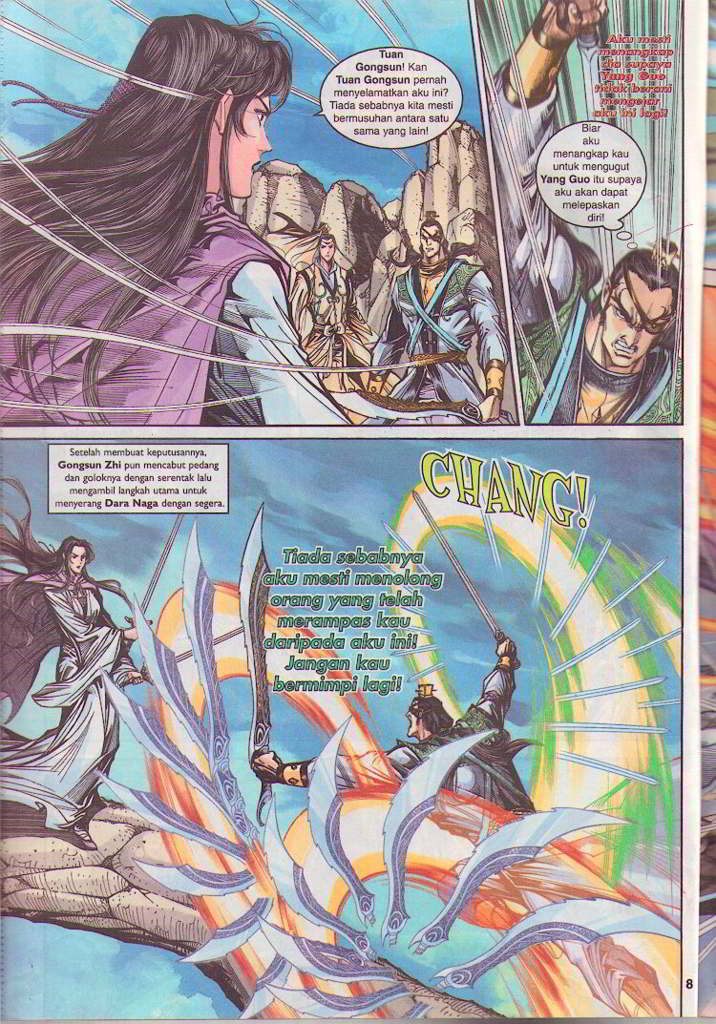 Tuan
Gongsun! Kan
Tuan Gongsun pernah
menyelamatkan aku ini?
Tiada sebabnya kita mesti
bermusuhan antara satu
sama yang lain!
Aku mesti
menangkap
dia supaya
Yang Guo
tidak berani
mengejar
aku ini lagi!
Biar
aku
menangkap kau
untuk mengugut
Yang Guo itu supaya
aku akan dapat
melepaskan
diri!
Setelah membuat keputusannya,
Gongsun Zhi pun mencabut pedang
dan goloknya dengan serentak lalu
mengambil langkah utama untuk
menyerang Dara Naga dengan segera.
CHANG!
Tiada sebabnya
aku mesti menolong
orang yang telah
merampas kau
daripada aku ini!
Jangan kau
bermimpi lagi!
8